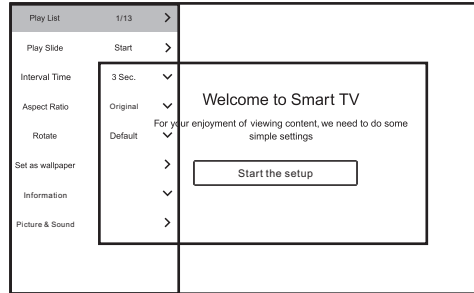 Play List 1/13
Play Slide Start
Interval Time 3 Sec.
Aspect Ratio Original
Rotate Default
Set as wallpaper
Information
Picture & Sound
Welcome to Smart TV
For your enjoyment of viewing content, we need to do some
simple settings
Start the setup